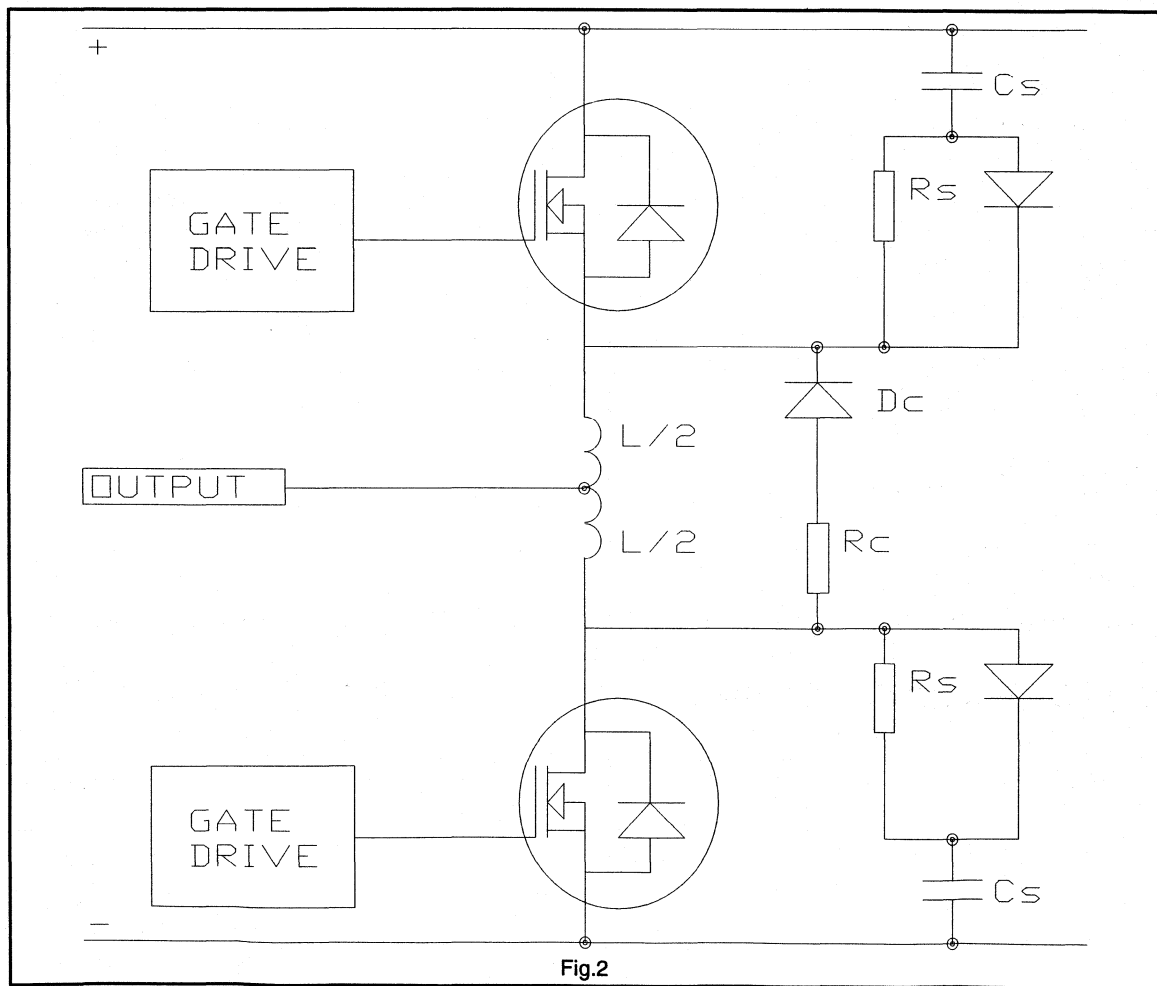 +
Cs
Rs
GATE
DRIVE
Dc
L/2
OUTPUT
L/2
Rc
Rs
GATE
DRIVE
Cs
−
Fig.2